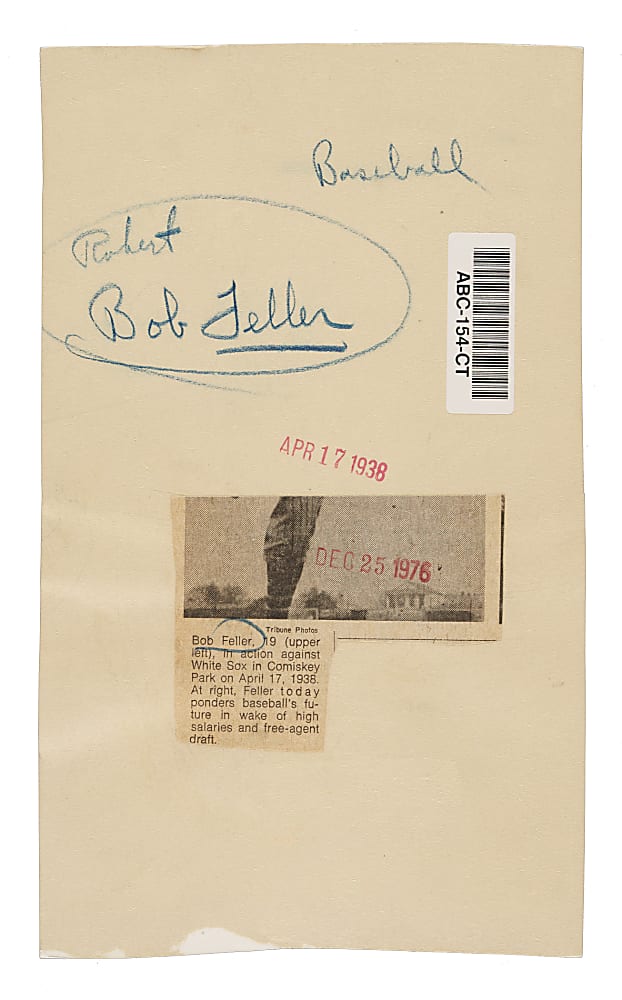 Baseball
Robert
Bob Feller
ABC-154-CT
APR 17 1938
DEC 25 1976
Tribune Photos
Bob Feller, 19 (upper
left), in action against
White Sox in Comiskey
Park on April 17, 1938.
At right, Feller today
ponders baseball's fu-
ture in wake of high
salaries and free-agent
draft.